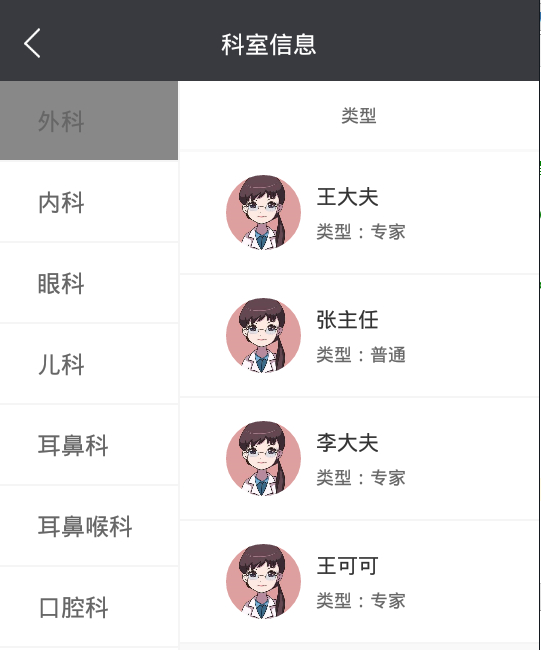 科室信息
外科
内科
眼科
儿科
耳鼻科
耳鼻喉科
口腔科
类型
王大夫
类型：专家
张主任
类型：普通
李大夫
类型：专家
王可可
类型：专家